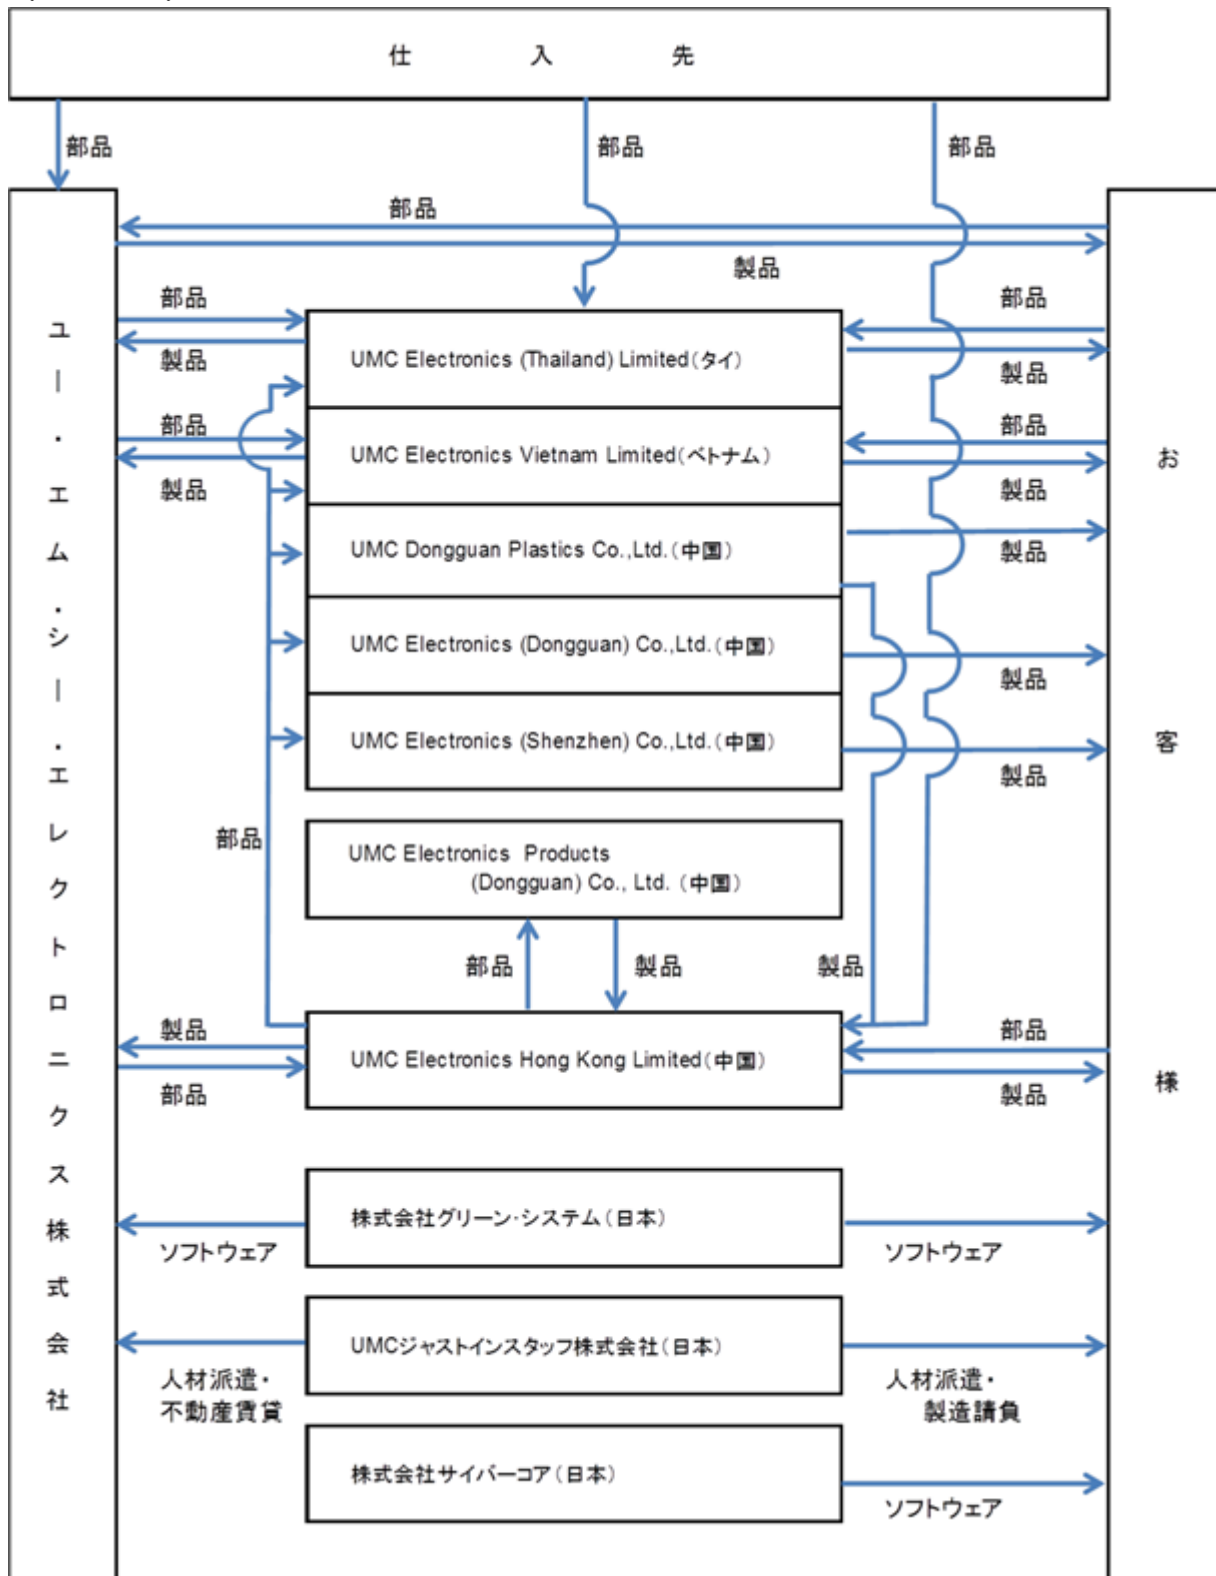 仕入先
部品
部品
部品
部品
製品
部品
部品
UMC Electronics (Thailand) Limited(タイ)
製品
製品
部品
部品
UMC Electronics Vietnam Limited(ベトナム)
製品
製品
UMC Dongguan Plastics Co.,Ltd.(中国)
製品
UMC Electronics (Dongguan) Co.,Ltd.(中国)
製品
UMC Electronics (Shenzhen) Co.,Ltd.(中国)
製品
部品
UMC Electronics Products
(Dongguan) Co., Ltd. (中国)
部品
製品
製品
製品
部品
UMC Electronics Hong Kong Limited(中国)
部品
製品
株式会社グリーン・システム(日本)
ソフトウェア
ソフトウェア
UMCジャストインスタッフ株式会社(日本)
人材派遣・
不動産賃貸
人材派遣・
製造請負
株式会社サイバーコア(日本)
ソフトウェア
ユー・エム・シー・エレクトロニクス株式会社
お客様